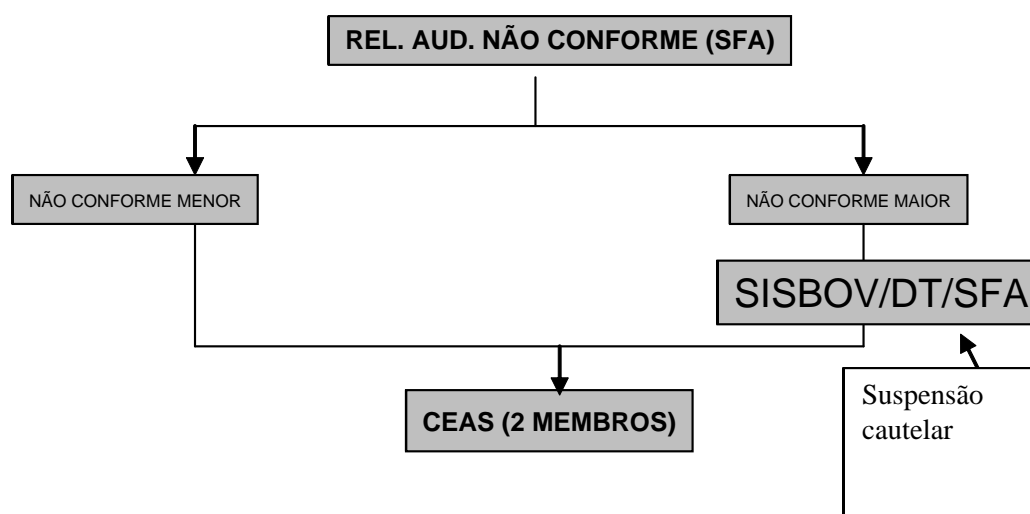 REL. AUD. NÃO CONFORME (SFA)
NÃO CONFORME MENOR
NÃO CONFORME MAIOR
SISBOV/DT/SFA
CEAS (2 MEMBROS)
Suspensão
cautelar